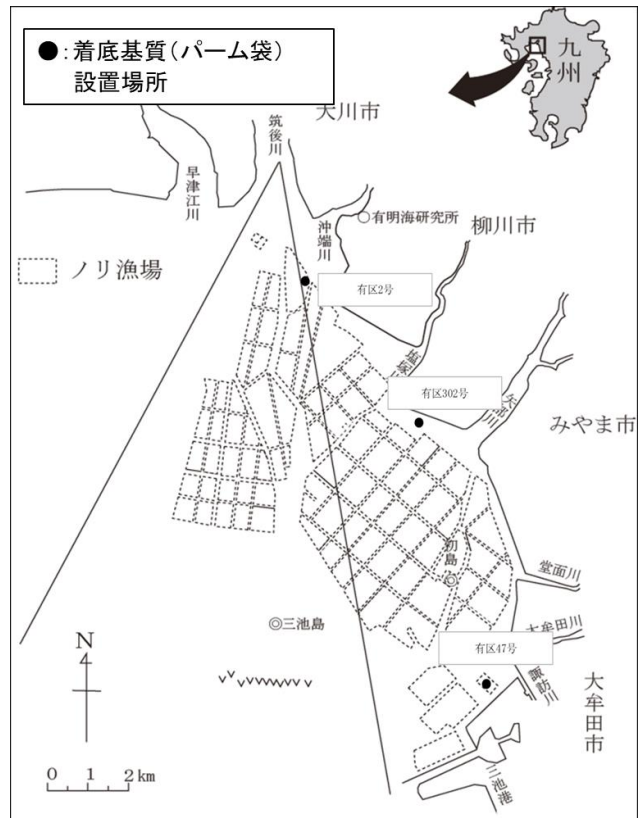 ●:着底基質(パーム袋)
設置場所
九州
大川市
筑後川
早津江川
沖端川
○有明海研究所
柳川市
ノリ漁場
有区2号
有区302号
みやま市
初島
堂面川
◎三池島
大牟田川
有区47号
諏訪川
大牟田市
三池港
N
0 1 2km